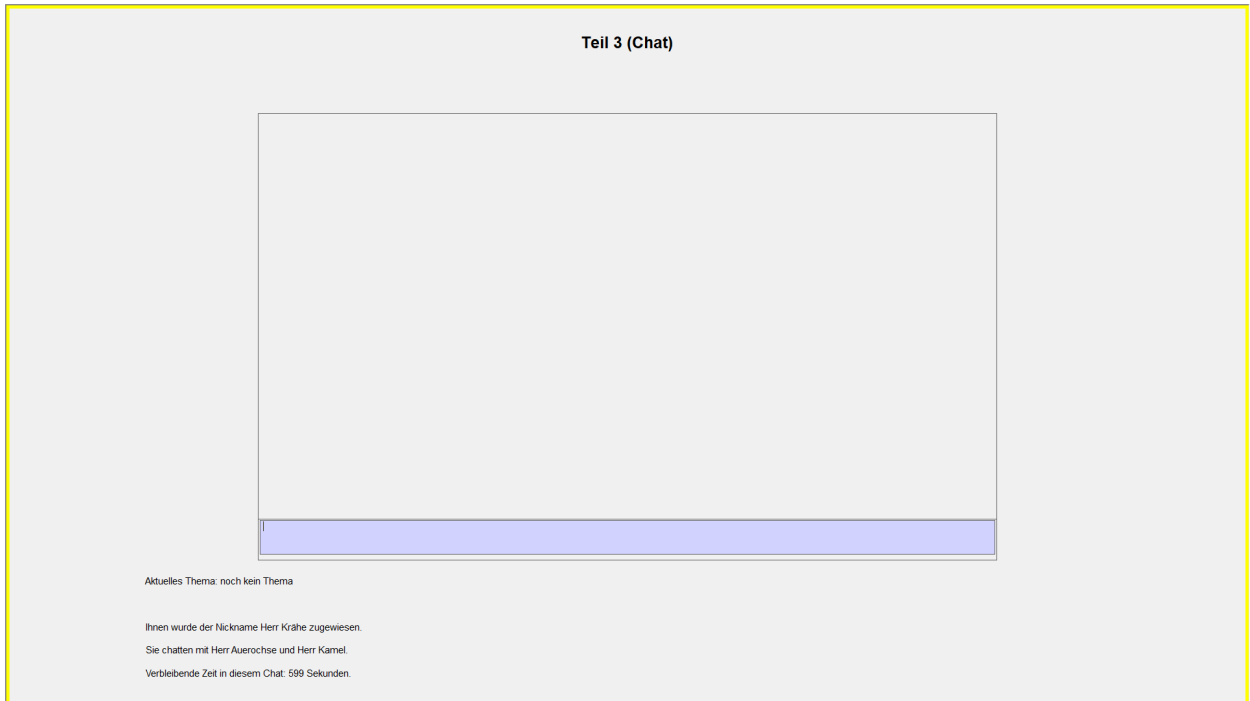 Teil 3 (Chat)
Aktuelles Thema: noch kein Thema
Ihnen wurde der Nickname Herr Krähe zugewiesen.
Sie chatten mit Herr Auerochse und Herr Kamel.
Verbleibende Zeit in diesem Chat: 599 Sekunden.